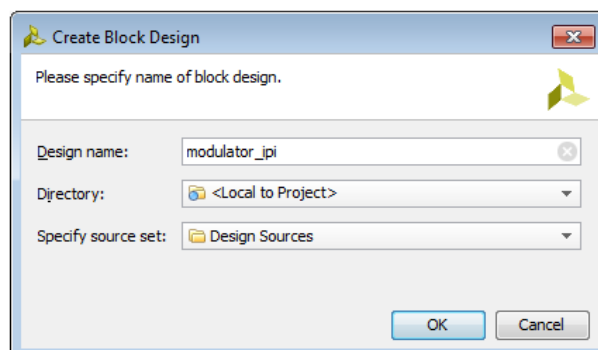 Create Block Design
Please specify name of block design.
Design name: modulator_ipi
Directory: <Local to Project>
Specify source set: Design Sources
OK Cancel